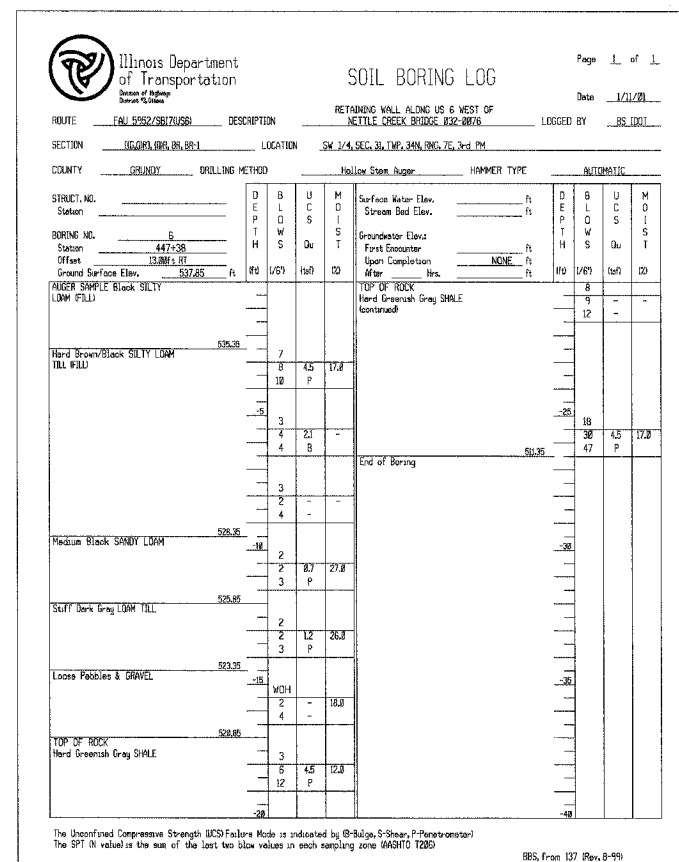 Illinois Department
of Transportation
Division of Highways
SOIL BORING LOG
Page 1 of 1
Date 1/11/01
RETAINING WALL ALONG US 6 WEST OF
ROUTE FAU 5952/SBI7(US6) DESCRIPTION NETTLE CREEK BRIDGE 032-0076 LOGGED BY BS IDOT
SECTION LOCATION SW 1/4, SEC. 31, TWP. 34N, RNG. 7E, 3rd PM
COUNTY GRUNDY DRILLING METHOD Hollow Stem Auger HAMMER TYPE AUTOMATIC
STRUCT. NO.
Station
BORING NO. 6
Station 447+38
Offset 13.00ft RT
Ground Surface Elev. 537.85 ft
DEPTH (ft) BLOWS (/6") UCS Qu (tsf) MOIST (%)
Surface Water Elev. ft
Stream Bed Elev. ft
Groundwater Elev.:
First Encounter ft
Upon Completion NONE ft
After Hrs. ft
DEPTH (ft) BLOWS (/6") UCS Qu (tsf) MOIST (%)
AUGER SAMPLE Black SILTY
LOAM (FILL)
535.35
Hard Brown/Black SILTY LOAM
TILL (FILL)
7
8 4.5 17.0
10 P
-5
3
4 2.1 -
4 B
3
2 - -
4 -
528.35
Medium Black SANDY LOAM
-10
2
2 0.7 27.0
3 P
525.85
Stiff Dark Gray LOAM TILL
2
2 1.2 26.0
3 P
523.35
Loose Pebbles & GRAVEL
-15
WOH
2 - 18.0
4 -
520.85
TOP OF ROCK
Hard Greenish Gray SHALE
3
6 4.5 12.0
12 P
-20
TOP OF ROCK
Hard Greenish Gray SHALE
(continued)
8
9 - -
12 -
-25
18
30 4.5 17.0
47 P
511.35
End of Boring
-30
-35
-40
The Unconfined Compressive Strength (UCS) Failure Mode is indicated by (B-Bulge, S-Shear, P-Penetrometer)
The SPT (N value) is the sum of the last two blow values in each sampling zone (AASHTO T206)
BBS, from 137 (Rev. 8-99)